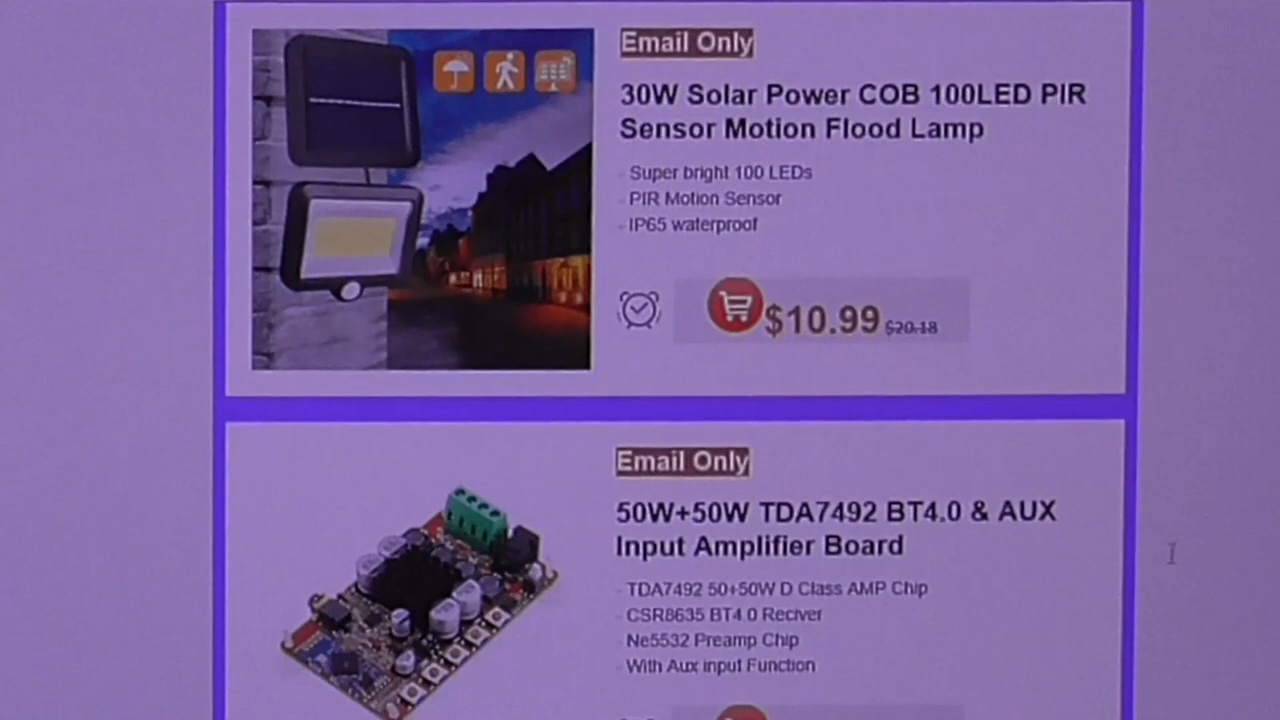 Email Only
30W Solar Power COB 100LED PIR
Sensor Motion Flood Lamp
Super bright 100 LEDs
PIR Motion Sensor
IP65 waterproof
$10.99 $20.18
Email Only
50W+50W TDA7492 BT4.0 & AUX
Input Amplifier Board
TDA7492 50+50W D Class AMP Chip
CSR8635 BT4.0 Reciver
Ne5532 Preamp Chip
With Aux input Function